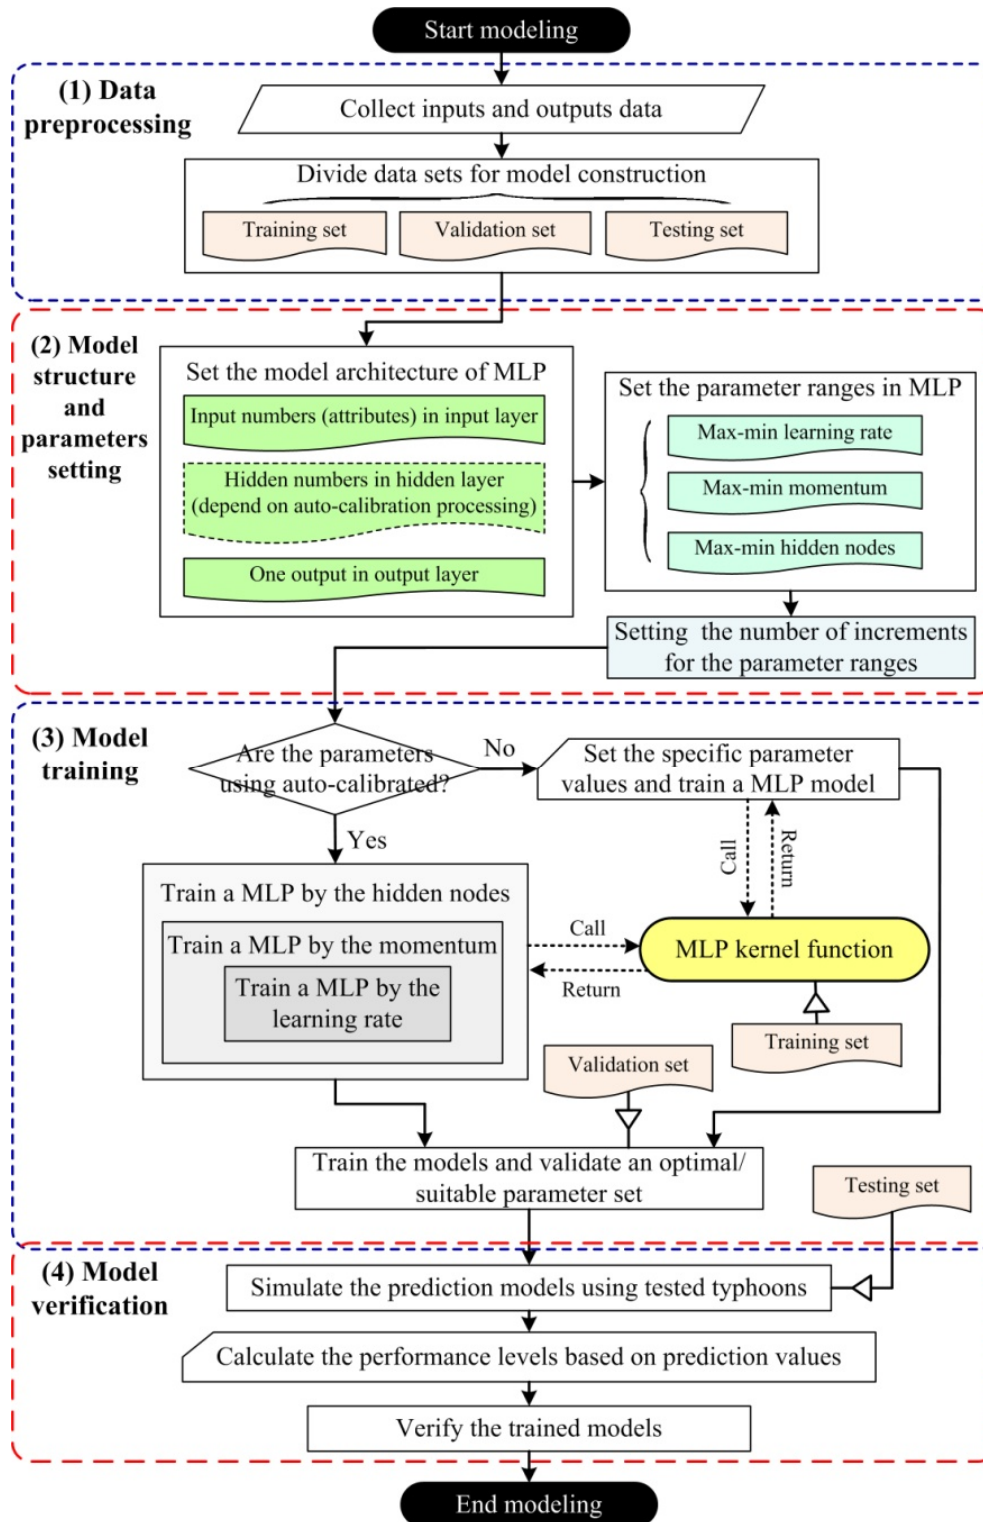 Start modeling
(1) Data
preprocessing
Collect inputs and outputs data
Divide data sets for model construction
Training set
Validation set
Testing set
(2) Model
structure
and
parameters
setting
Set the model architecture of MLP
Input numbers (attributes) in input layer
Hidden numbers in hidden layer
(depend on auto-calibration processing)
One output in output layer
Set the parameter ranges in MLP
Max-min learning rate
Max-min momentum
Max-min hidden nodes
Setting the number of increments
for the parameter ranges
(3) Model
training
Are the parameters
using auto-calibrated?
No
Set the specific parameter
values and train a MLP model
Yes
Call
Return
Train a MLP by the hidden nodes
Train a MLP by the momentum
Train a MLP by the
learning rate
Call
Return
MLP kernel function
Training set
Validation set
Train the models and validate an optimal/
suitable parameter set
Testing set
(4) Model
verification
Simulate the prediction models using tested typhoons
Calculate the performance levels based on prediction values
Verify the trained models
End modeling